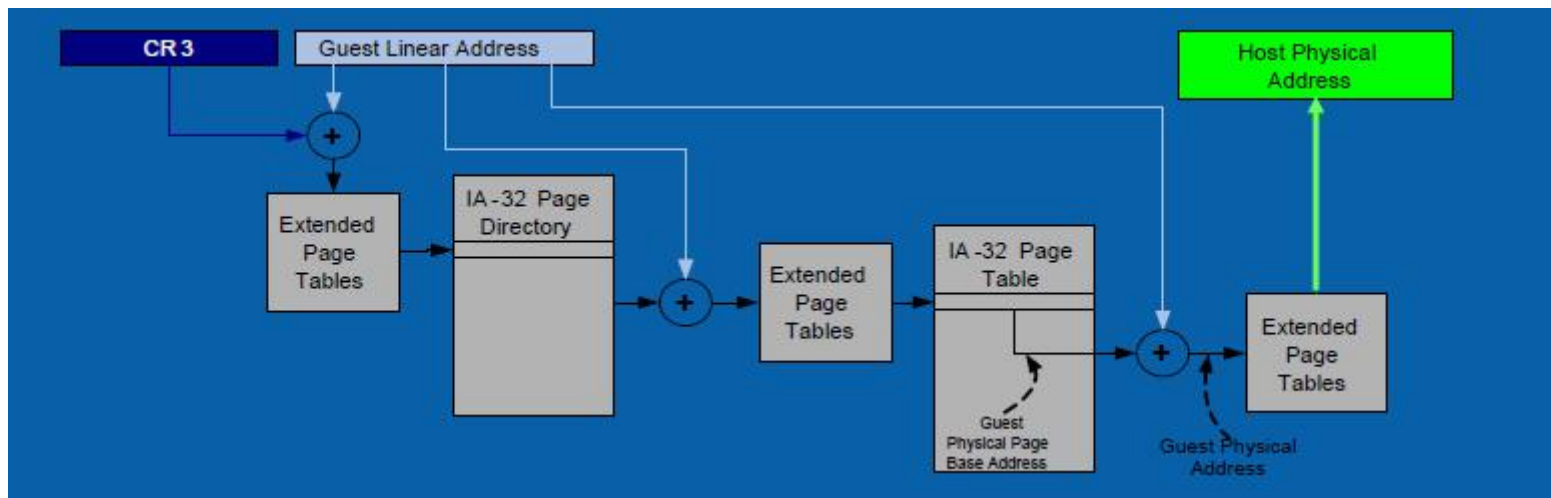 CR 3
Guest Linear Address
Host Physical
Address
+
Extended
Page
Tables
IA -32 Page
Directory
+
Extended
Page
Tables
IA -32 Page
Table
Guest
Physical Page
Base Address
+
Guest Physical
Address
Extended
Page
Tables